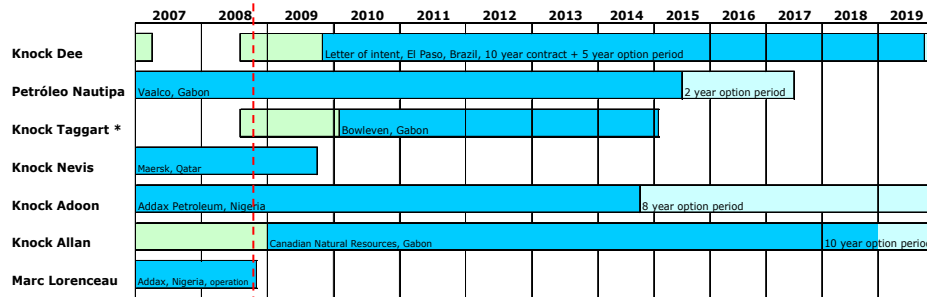 2007 2008 2009 2010 2011 2012 2013 2014 2015 2016 2017 2018 2019
Knock Dee Letter of intent, El Paso, Brazil, 10 year contract + 5 year option period
Petróleo Nautipa Vaalco, Gabon 2 year option period
Knock Taggart * Bowleven, Gabon
Knock Nevis Maersk, Qatar
Knock Adoon Addax Petroleum, Nigeria 8 year option period
Knock Allan Canadian Natural Resources, Gabon 10 year option period
Marc Lorenceau Addax, Nigeria, operation